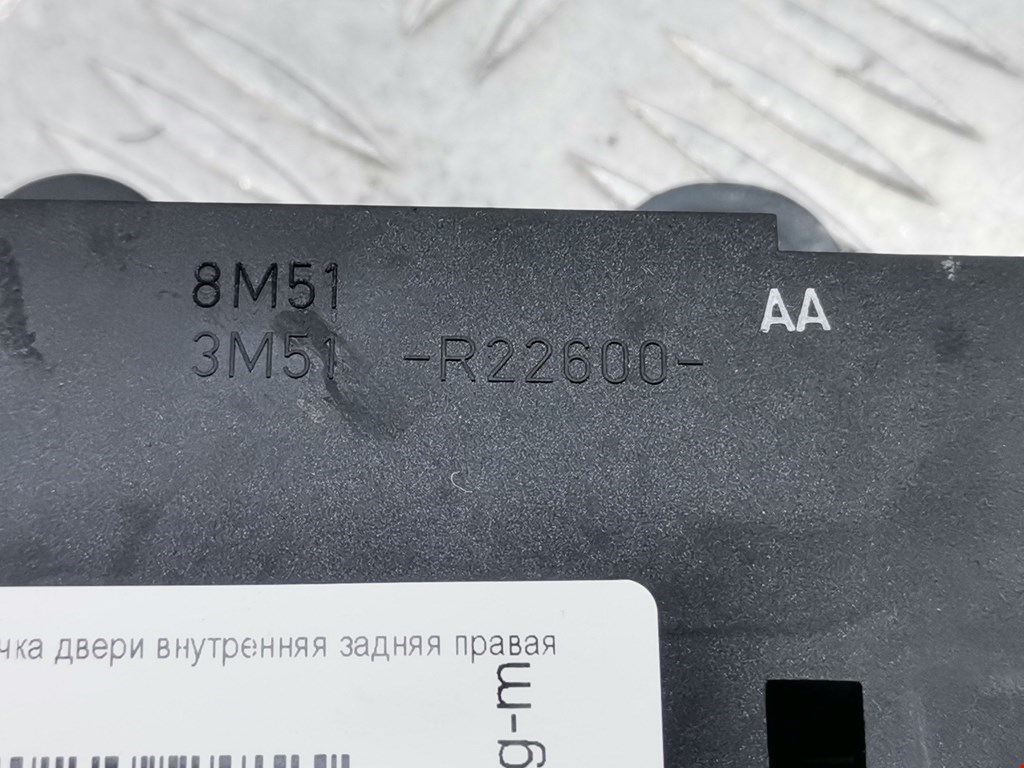 8M51
3M51 -R22600-
AA
чка двери внутренняя задняя правая
g-m